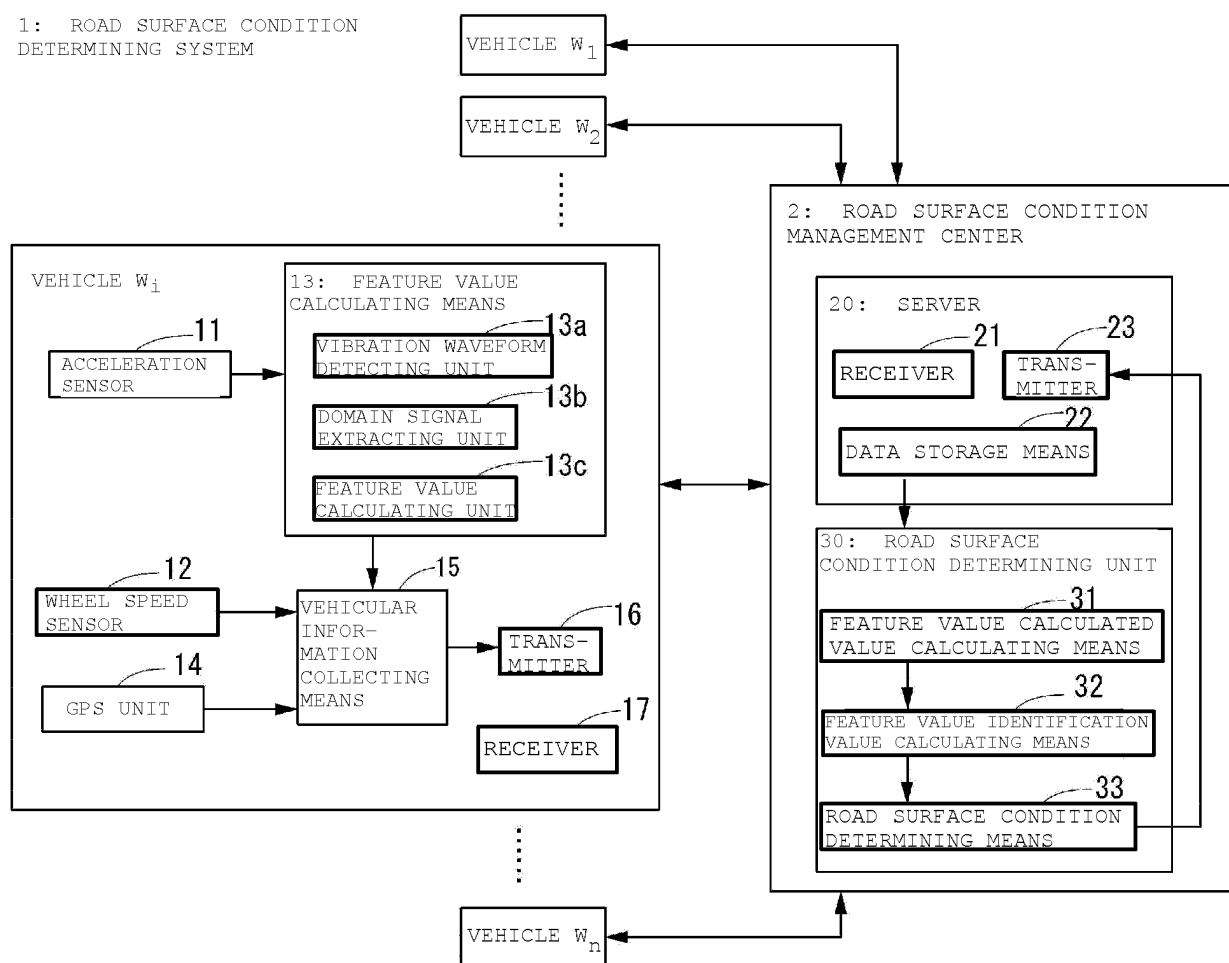 1: ROAD SURFACE CONDITION
DETERMINING SYSTEM
VEHICLE W1
VEHICLE W2
VEHICLE Wi
11
ACCELERATION
SENSOR
13: FEATURE VALUE
CALCULATING MEANS
13a
VIBRATION WAVEFORM
DETECTING UNIT
13b
DOMAIN SIGNAL
EXTRACTING UNIT
13c
FEATURE VALUE
CALCULATING UNIT
12
WHEEL SPEED
SENSOR
14
GPS UNIT
15
VEHICULAR
INFOR-
MATION
COLLECTING
MEANS
16
TRANS-
MITTER
17
RECEIVER
2: ROAD SURFACE CONDITION
MANAGEMENT CENTER
20: SERVER
21
RECEIVER
23
TRANS-
MITTER
22
DATA STORAGE MEANS
30: ROAD SURFACE
CONDITION DETERMINING UNIT
31
FEATURE VALUE CALCULATED
VALUE CALCULATING MEANS
32
FEATURE VALUE IDENTIFICATION
VALUE CALCULATING MEANS
33
ROAD SURFACE CONDITION
DETERMINING MEANS
VEHICLE Wn